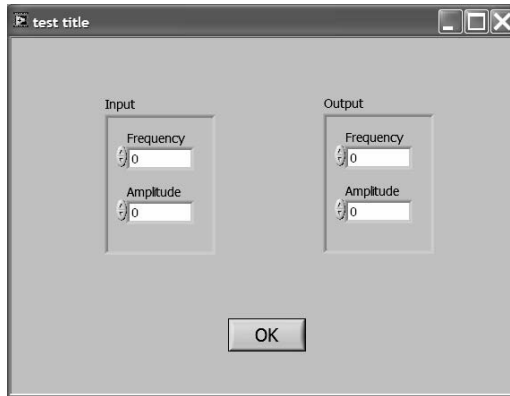 test title
Input Output
Frequency Frequency
0 0
Amplitude Amplitude
0 0
OK